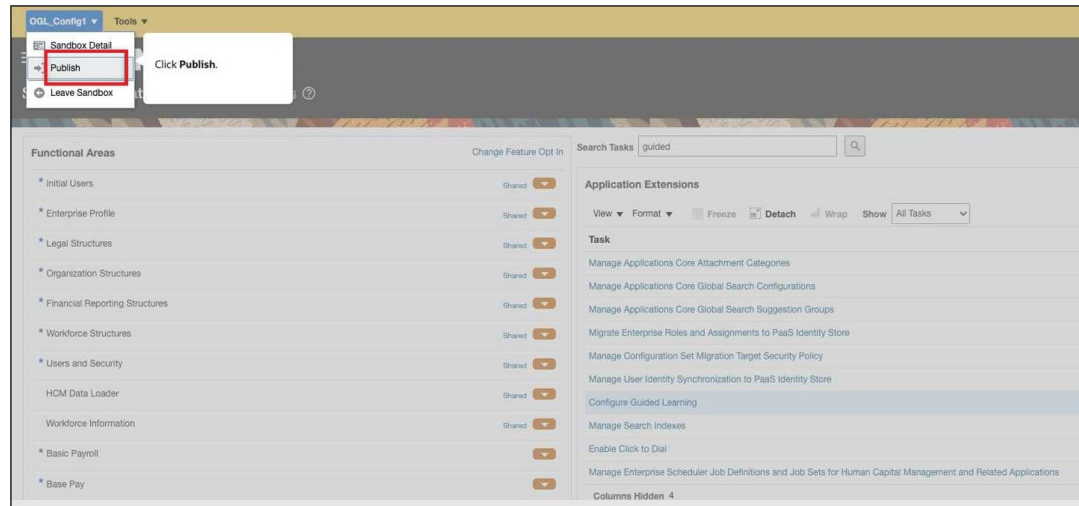 OGL_Config1 Tools
Sandbox Detail
Publish
Leave Sandbox
Click Publish.
Functional Areas
Change Feature Opt In
Initial Users
Shared
* Enterprise Profile
Shared
* Legal Structures
Shared
* Organization Structures
Shared
* Financial Reporting Structures
Shared
* Workforce Structures
Shared
* Users and Security
Shared
HCM Data Loader
Shared
Workforce Information
Shared
* Basic Payroll
* Base Pay
Search Tasks guided
Application Extensions
View Format Freeze Detach Wrap Show All Tasks
Task
Manage Applications Core Attachment Categories
Manage Applications Core Global Search Configurations
Manage Applications Core Global Search Suggestion Groups
Migrate Enterprise Roles and Assignments to PaaS Identity Store
Manage Configuration Set Migration Target Security Policy
Manage User Identity Synchronization to PaaS Identity Store
Configure Guided Learning
Manage Search Indexes
Enable Click to Dial
Manage Enterprise Scheduler Job Definitions and Job Sets for Human Capital Management and Related Applications
Columns Hidden 4